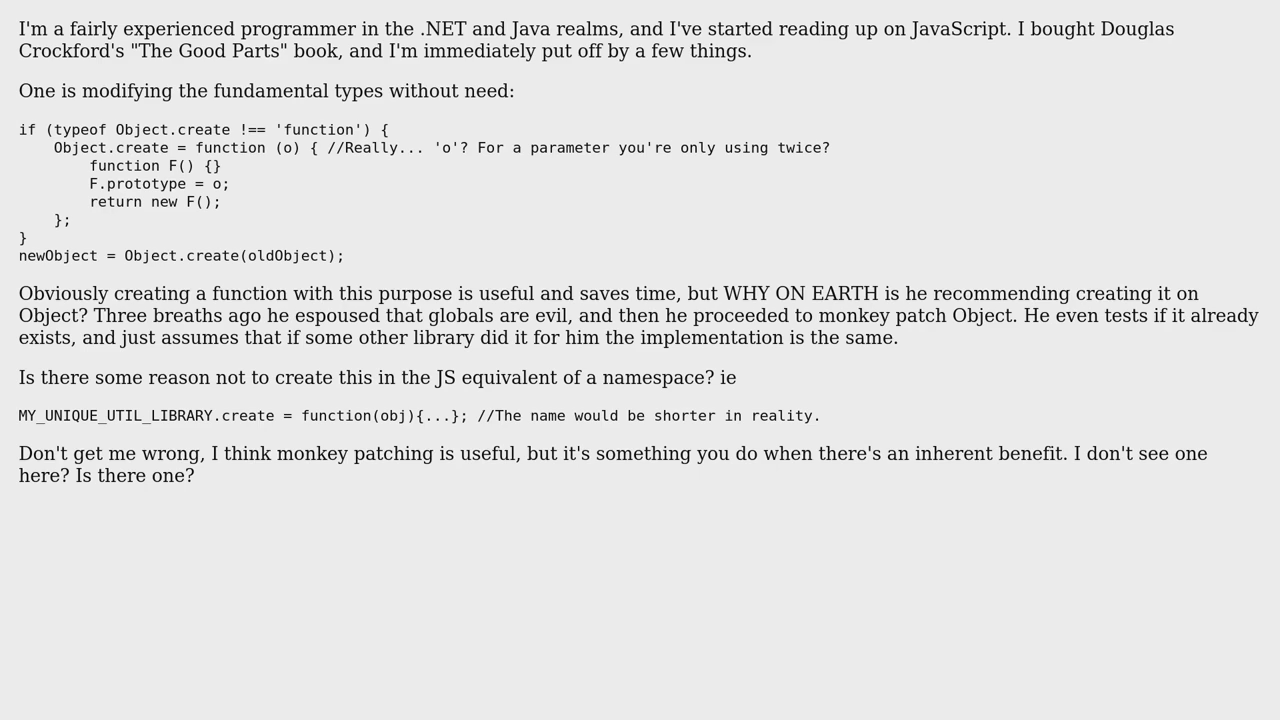 I'm a fairly experienced programmer in the .NET and Java realms, and I've started reading up on JavaScript. I bought Douglas
Crockford's "The Good Parts" book, and I'm immediately put off by a few things.
One is modifying the fundamental types without need:
if (typeof Object.create !== 'function') {
    Object.create = function (o) { //Really... 'o'? For a parameter you're only using twice?
        function F() {}
        F.prototype = o;
        return new F();
    };
}
newObject = Object.create(oldObject);
Obviously creating a function with this purpose is useful and saves time, but WHY ON EARTH is he recommending creating it on
Object? Three breaths ago he espoused that globals are evil, and then he proceeded to monkey patch Object. He even tests if it already
exists, and just assumes that if some other library did it for him the implementation is the same.
Is there some reason not to create this in the JS equivalent of a namespace? ie
MY_UNIQUE_UTIL_LIBRARY.create = function(obj){...}; //The name would be shorter in reality.
Don't get me wrong, I think monkey patching is useful, but it's something you do when there's an inherent benefit. I don't see one
here? Is there one?